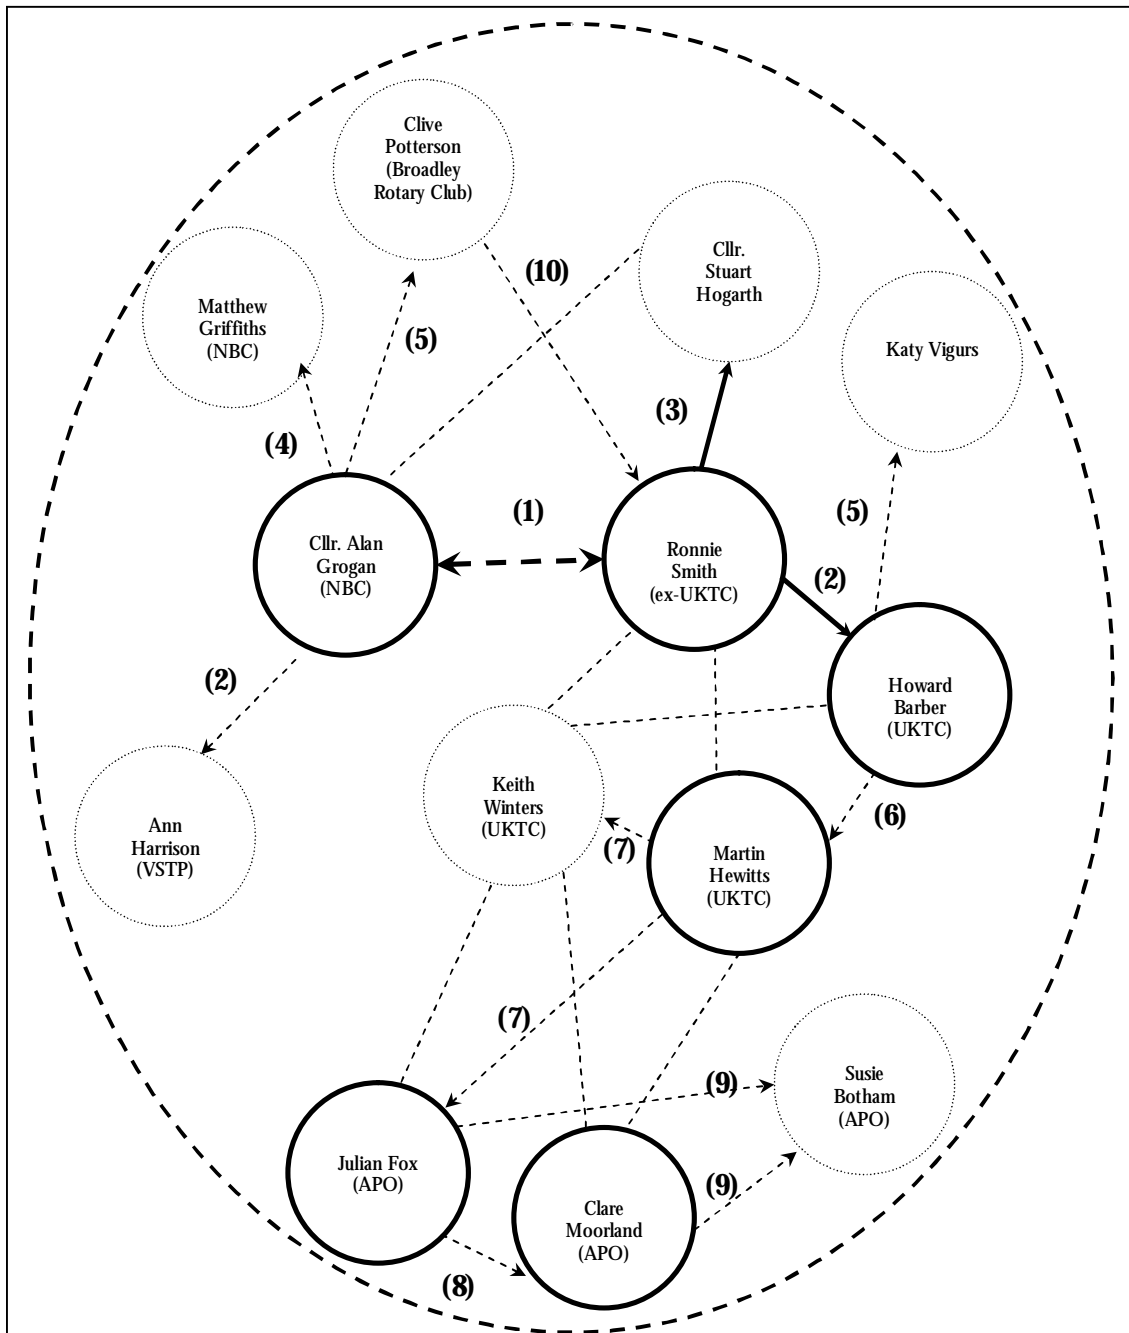 Clive
Potterson
(Broadley
Rotary Club)
Cllr.
Stuart
Hogarth
(10)
Matthew
Griffiths
(NBC)
(5)
Katy Vigurs
(3)
(4)
(1)
(5)
Cllr. Alan
Grogan
(NBC)
Ronnie
Smith
(ex-UKTC)
(2)
(2)
Howard
Barber
(UKTC)
Keith
Winters
(UKTC)
(6)
Ann
Harrison
(VSTP)
(7)
Martin
Hewitts
(UKTC)
(7)
(9)
Susie
Botham
(APO)
Julian Fox
(APO)
(9)
Clare
Moorland
(APO)
(8)